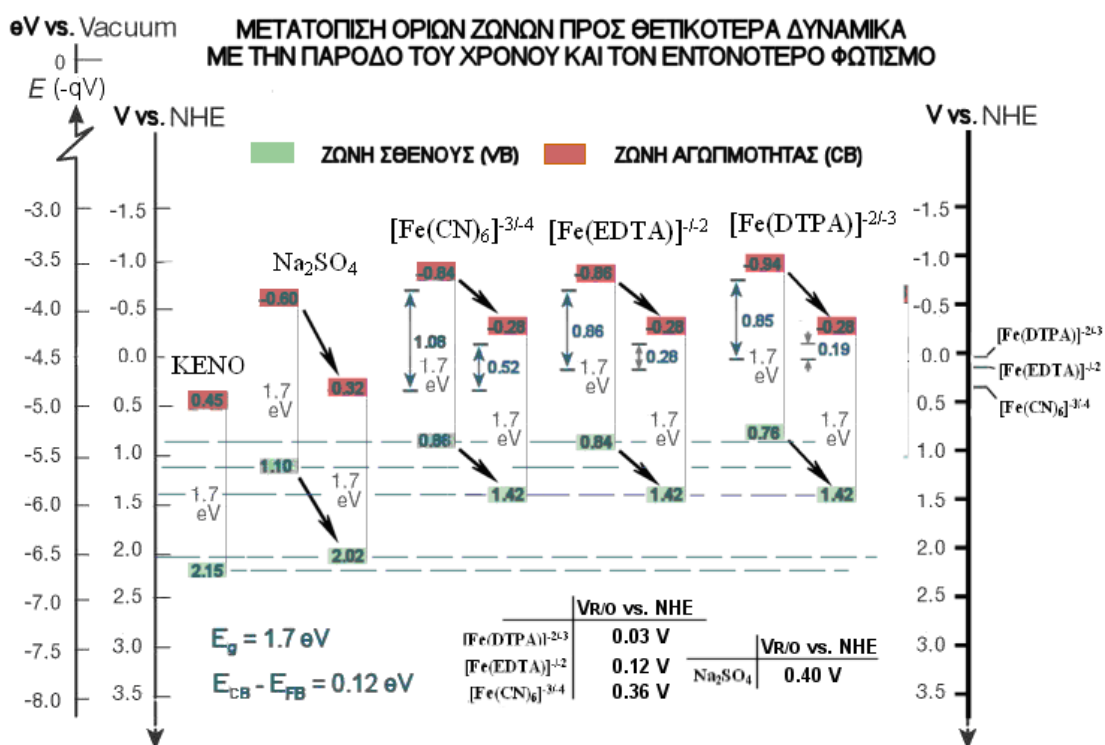 eV vs. Vacuum
ΜΕΤΑΤΟΠΙΣΗ ΟΡΙΩΝ ΖΩΝΩΝ ΠΡΟΣ ΘΕΤΙΚΟΤΕΡΑ ΔΥΝΑΜΙΚΑ
ΜΕ ΤΗΝ ΠΑΡΟΔΟ ΤΟΥ ΧΡΟΝΟΥ ΚΑΙ ΤΟΝ ΕΝΤΟΝΟΤΕΡΟ ΦΩΤΙΣΜΟ
0
E (-qV)
V vs. NHE
V vs. NHE
ΖΩΝΗ ΣΘΕΝΟΥΣ (VB)
ΖΩΝΗ ΑΓΩΓΙΜΟΤΗΤΑΣ (CB)
-3.0
-3.5
-4.0
-4.5
-5.0
-5.5
-6.0
-6.5
-7.0
-7.5
-8.0
-1.5
-1.0
-0.5
0.0
0.5
1.0
1.5
2.0
2.5
3.0
3.5
ΚΕΝΟ
0.45
1.7
eV
2.15
Na₂SO₄
-0.60
1.7
eV
1.10
0.32
1.7
eV
2.02
[Fe(CN)₆]⁻³/⁻⁴
-0.84
1.08
1.7
eV
0.86
-0.28
0.52
1.7
eV
1.42
[Fe(EDTA)]⁻/⁻²
-0.86
0.86
1.7
eV
0.84
-0.28
0.28
1.7
eV
1.42
[Fe(DTPA)]⁻²/⁻³
-0.94
0.85
1.7
eV
0.76
-0.28
0.19
1.7
eV
1.42
-1.5
-1.0
-0.5
0.0
0.5
1.0
1.5
2.0
2.5
3.0
3.5
[Fe(DTPA)]⁻²/⁻³
[Fe(EDTA)]⁻/⁻²
[Fe(CN)₆]⁻³/⁻⁴
E_g = 1.7 eV
E_CB - E_FB = 0.12 eV
VR/O vs. NHE
[Fe(DTPA)]⁻²/⁻³ 0.03 V
[Fe(EDTA)]⁻/⁻² 0.12 V
[Fe(CN)₆]⁻³/⁻⁴ 0.36 V
VR/O vs. NHE
Na₂SO₄ 0.40 V